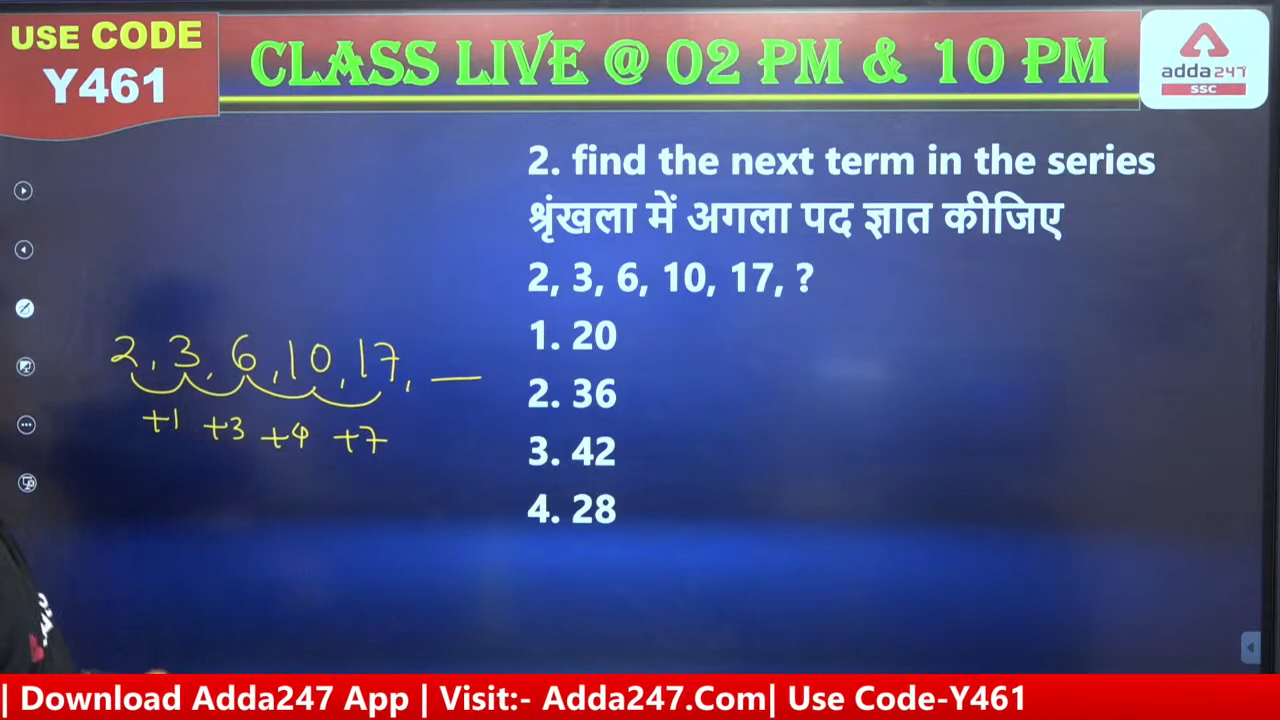 USE CODE
Y461
CLASS LIVE @ 02 PM & 10 PM
adda247
SSC
2. find the next term in the series
श्रृंखला में अगला पद ज्ञात कीजिए
2, 3, 6, 10, 17, ?
1. 20
2. 36
3. 42
4. 28
2, 3, 6, 10, 17, __
+1 +3 +4 +7
| Download Adda247 App | Visit:- Adda247.Com| Use Code-Y461